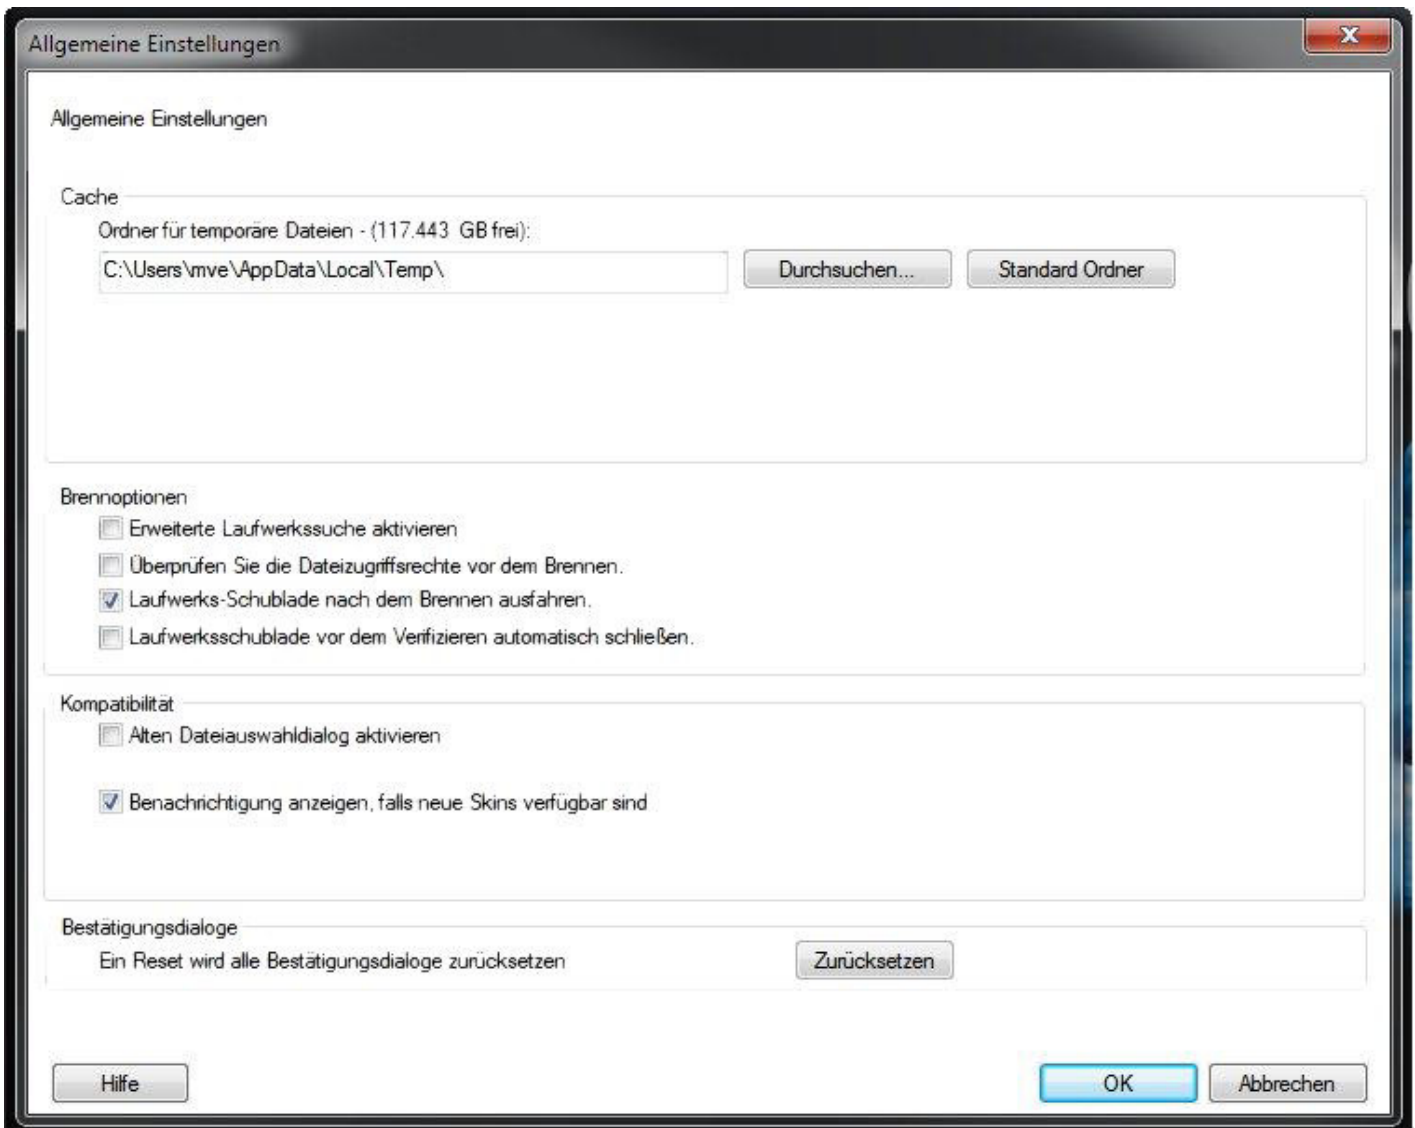 Allgemeine Einstellungen
Allgemeine Einstellungen
Cache
Ordner für temporäre Dateien - (117.443 GB frei):
C:\Users\mve\AppData\Local\Temp\
Durchsuchen...
Standard Ordner
Brennoptionen
Erweiterte Laufwerkssuche aktivieren
Überprüfen Sie die Dateizugriffsrechte vor dem Brennen.
Laufwerks-Schublade nach dem Brennen ausfahren.
Laufwerksschublade vor dem Verifizieren automatisch schließen.
Kompatibilität
Alten Dateiauswahldialog aktivieren
Benachrichtigung anzeigen, falls neue Skins verfügbar sind
Bestätigungsdialoge
Ein Reset wird alle Bestätigungsdialoge zurücksetzen
Zurücksetzen
Hilfe
OK
Abbrechen